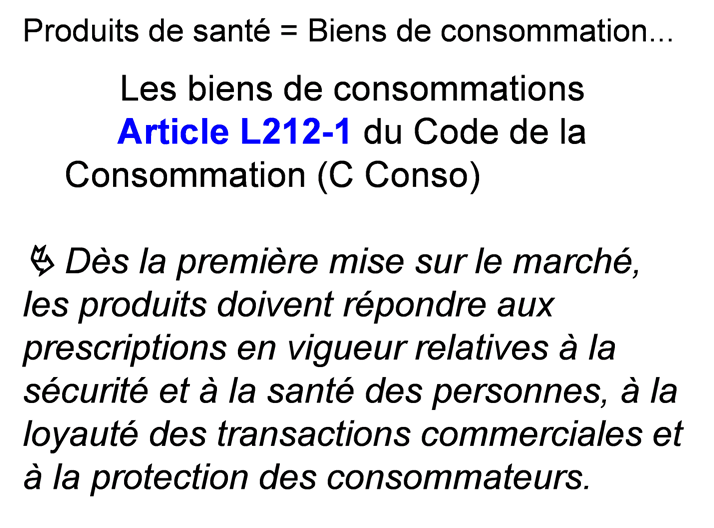 Produits de santé = Biens de consommation...
Les biens de consommations
Article L212-1 du Code de la
Consommation (C Conso)
Dès la première mise sur le marché,
les produits doivent répondre aux
prescriptions en vigueur relatives à la
sécurité et à la santé des personnes, à la
loyauté des transactions commerciales et
à la protection des consommateurs.